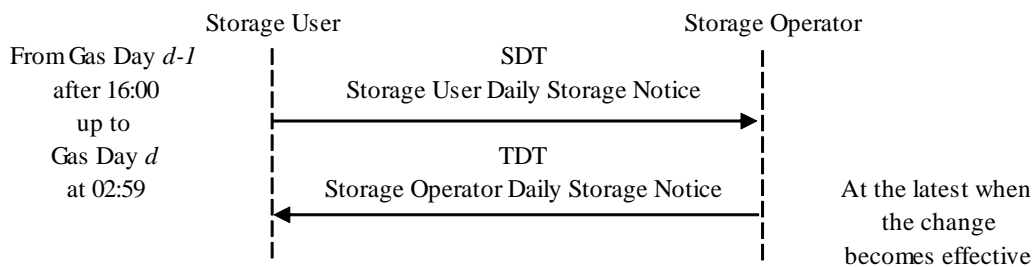 Storage User
Storage Operator
From Gas Day d-1
after 16:00
up to
Gas Day d
at 02:59
SDT
Storage User Daily Storage Notice
TDT
Storage Operator Daily Storage Notice
At the latest when
the change
becomes effective